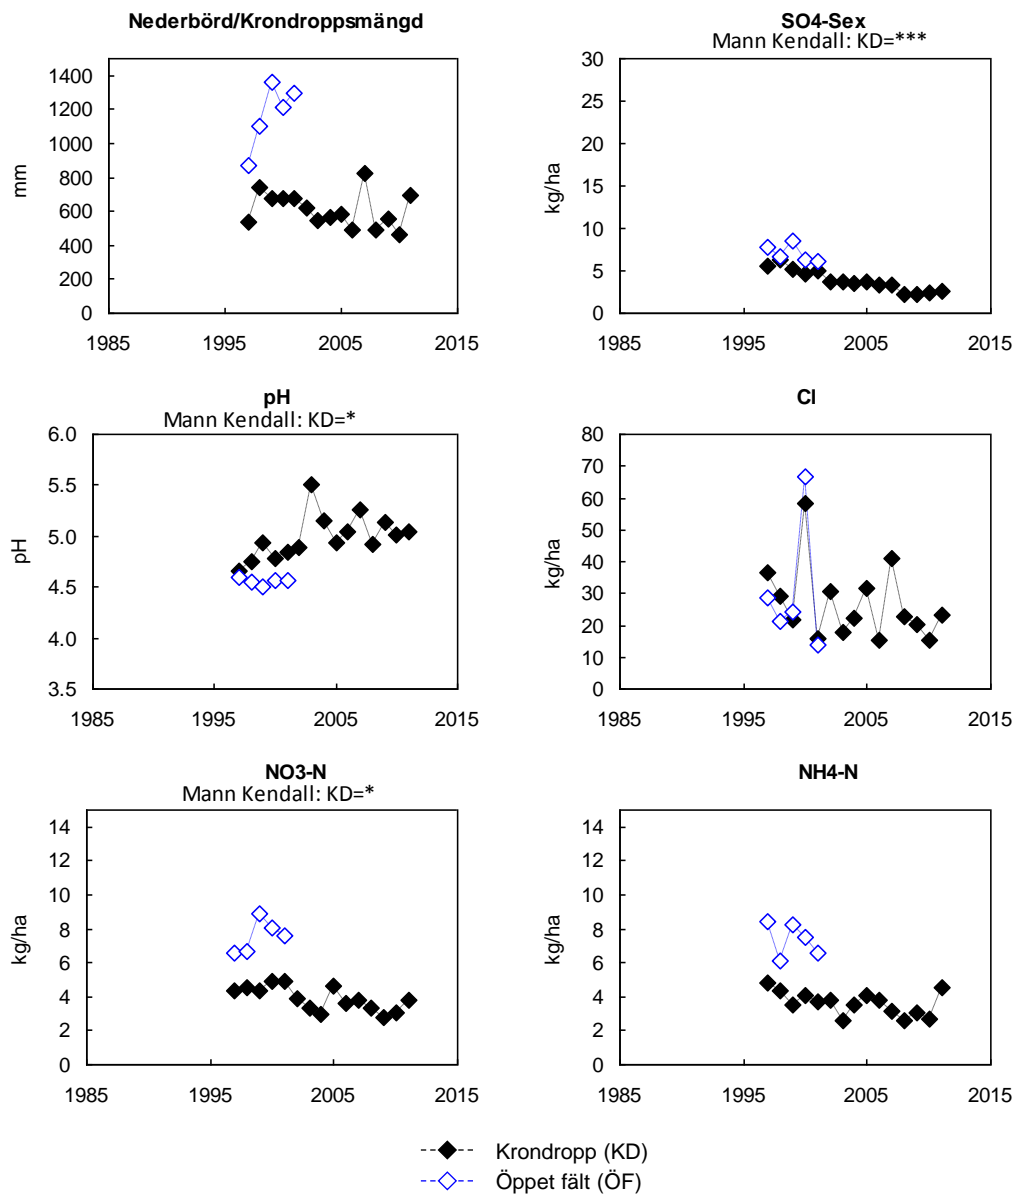 Nederbörd/Krondroppsmängd
1400
1200
1000
800
600
400
200
0
mm
1985 1995 2005 2015
SO4-Sex
Mann Kendall: KD=***
30
25
20
15
10
5
0
kg/ha
1985 1995 2005 2015
pH
Mann Kendall: KD=*
6.0
5.5
5.0
4.5
4.0
3.5
pH
1985 1995 2005 2015
Cl
80
70
60
50
40
30
20
10
0
kg/ha
1985 1995 2005 2015
NO3-N
Mann Kendall: KD=*
14
12
10
8
6
4
2
0
kg/ha
1985 1995 2005 2015
NH4-N
14
12
10
8
6
4
2
0
kg/ha
1985 1995 2005 2015
Krondropp (KD)
Öppet fält (ÖF)